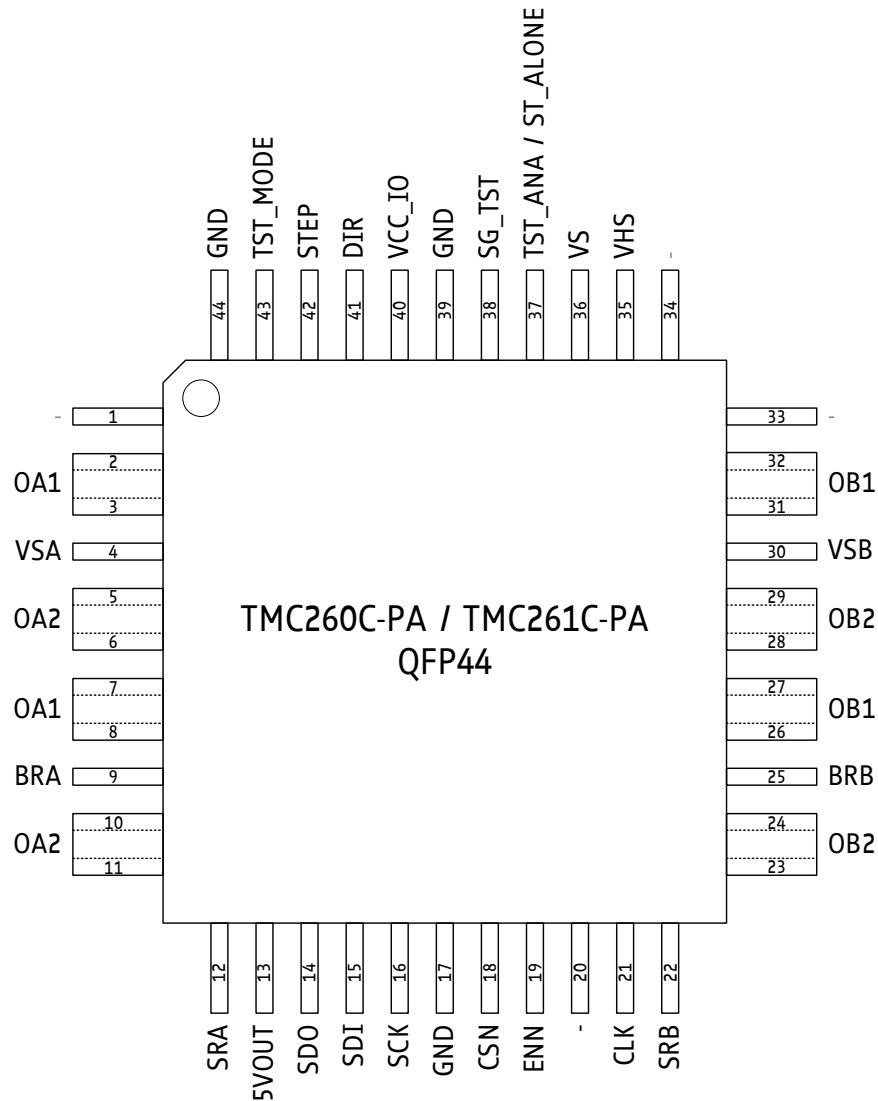 GND
TST_MODE
STEP
DIR
VCC_IO
GND
SG_TST
TST_ANA / ST_ALONE
VS
VHS
-
44
43
42
41
40
39
38
37
36
35
34
- 1
33 -
2
OA1
3
32
OB1
31
VSA 4
30 VSB
5
OA2
6
29
OB2
28
TMC260C-PA / TMC261C-PA
QFP44
7
OA1
8
27
OB1
26
BRA 9
25 BRB
10
OA2
11
24
OB2
23
12
13
14
15
16
17
18
19
20
21
22
SRA
5VOUT
SDO
SDI
SCK
GND
CSN
ENN
-
CLK
SRB